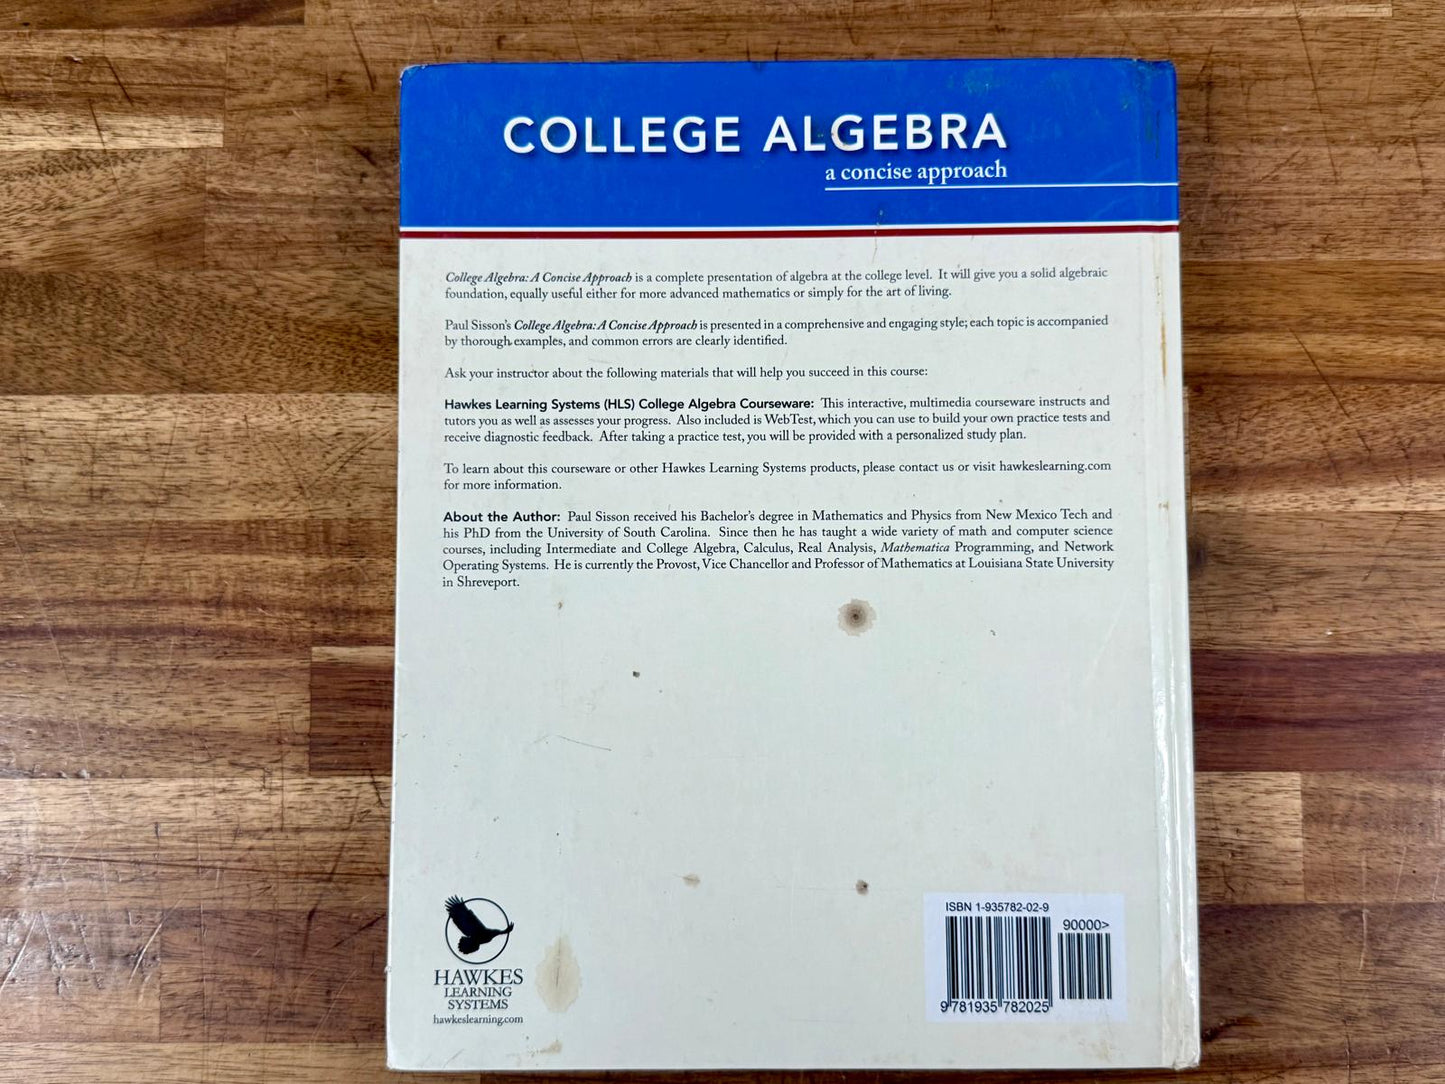 COLLEGE ALGEBRA
a concise approach
College Algebra: A Concise Approach is a complete presentation of algebra at the college level. It will give you a solid algebraic
foundation, equally useful either for more advanced mathematics or simply for the art of living.
Paul Sisson's College Algebra: A Concise Approach is presented in a comprehensive and engaging style; each topic is accompanied
by thorough examples, and common errors are clearly identified.
Ask your instructor about the following materials that will help you succeed in this course:
Hawkes Learning Systems (HLS) College Algebra Courseware: This interactive, multimedia courseware instructs and
tutors you as well as assesses your progress. Also included is WebTest, which you can use to build your own practice tests and
receive diagnostic feedback. After taking a practice test, you will be provided with a personalized study plan.
To learn about this courseware or other Hawkes Learning Systems products, please contact us or visit hawkeslearning.com
for more information.
About the Author: Paul Sisson received his Bachelor's degree in Mathematics and Physics from New Mexico Tech and
his PhD from the University of South Carolina. Since then he has taught a wide variety of math and computer science
courses, including Intermediate and College Algebra, Calculus, Real Analysis, Mathematica Programming, and Network
Operating Systems. He is currently the Provost, Vice Chancellor and Professor of Mathematics at Louisiana State University
in Shreveport.
HAWKES
LEARNING
SYSTEMS
hawkeslearning.com
ISBN 1-935782-02-9
90000>
9 781935 782025